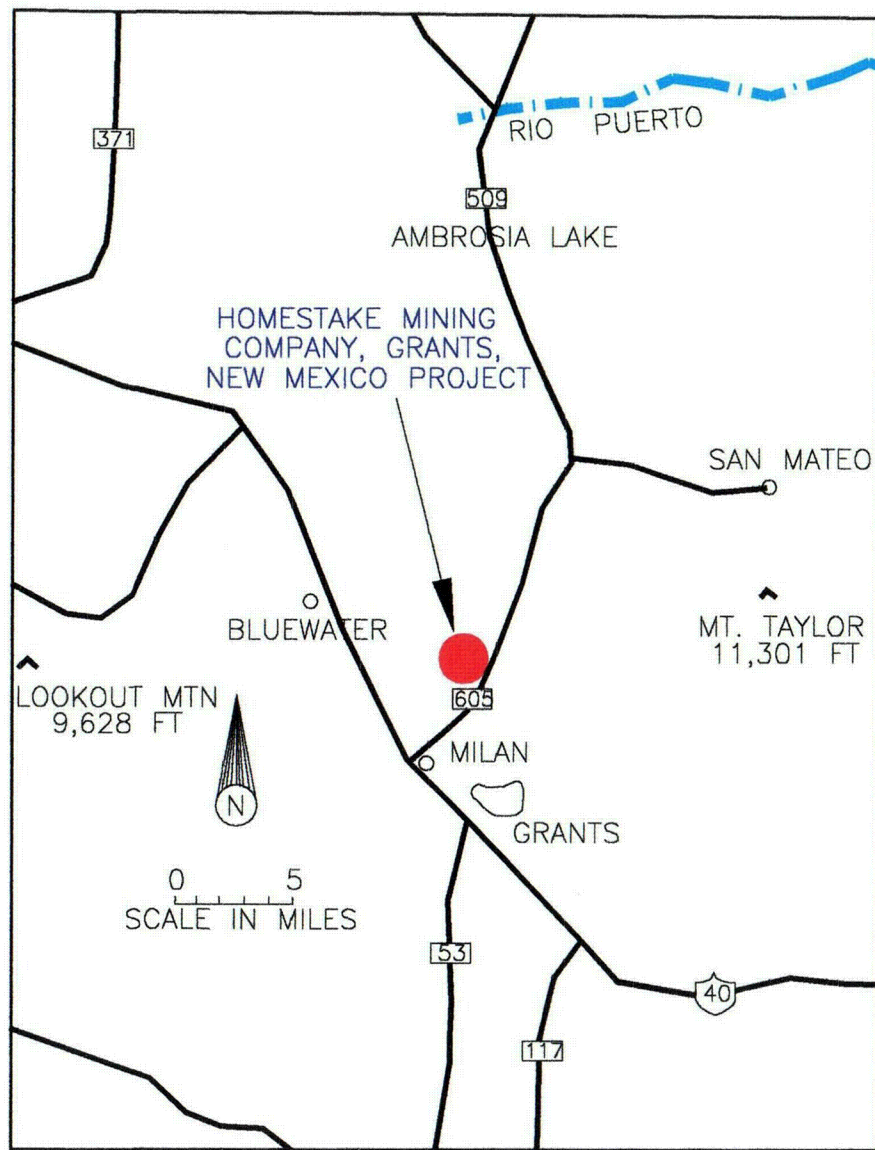 371
RIO PUERTO
509
AMBROSIA LAKE
HOMESTAKE MINING
COMPANY, GRANTS,
NEW MEXICO PROJECT
SAN MATEO
BLUEWATER
MT. TAYLOR
11,301 FT
LOOKOUT MTN
9,628 FT
605
MILAN
N
GRANTS
0 5
SCALE IN MILES
53
40
117